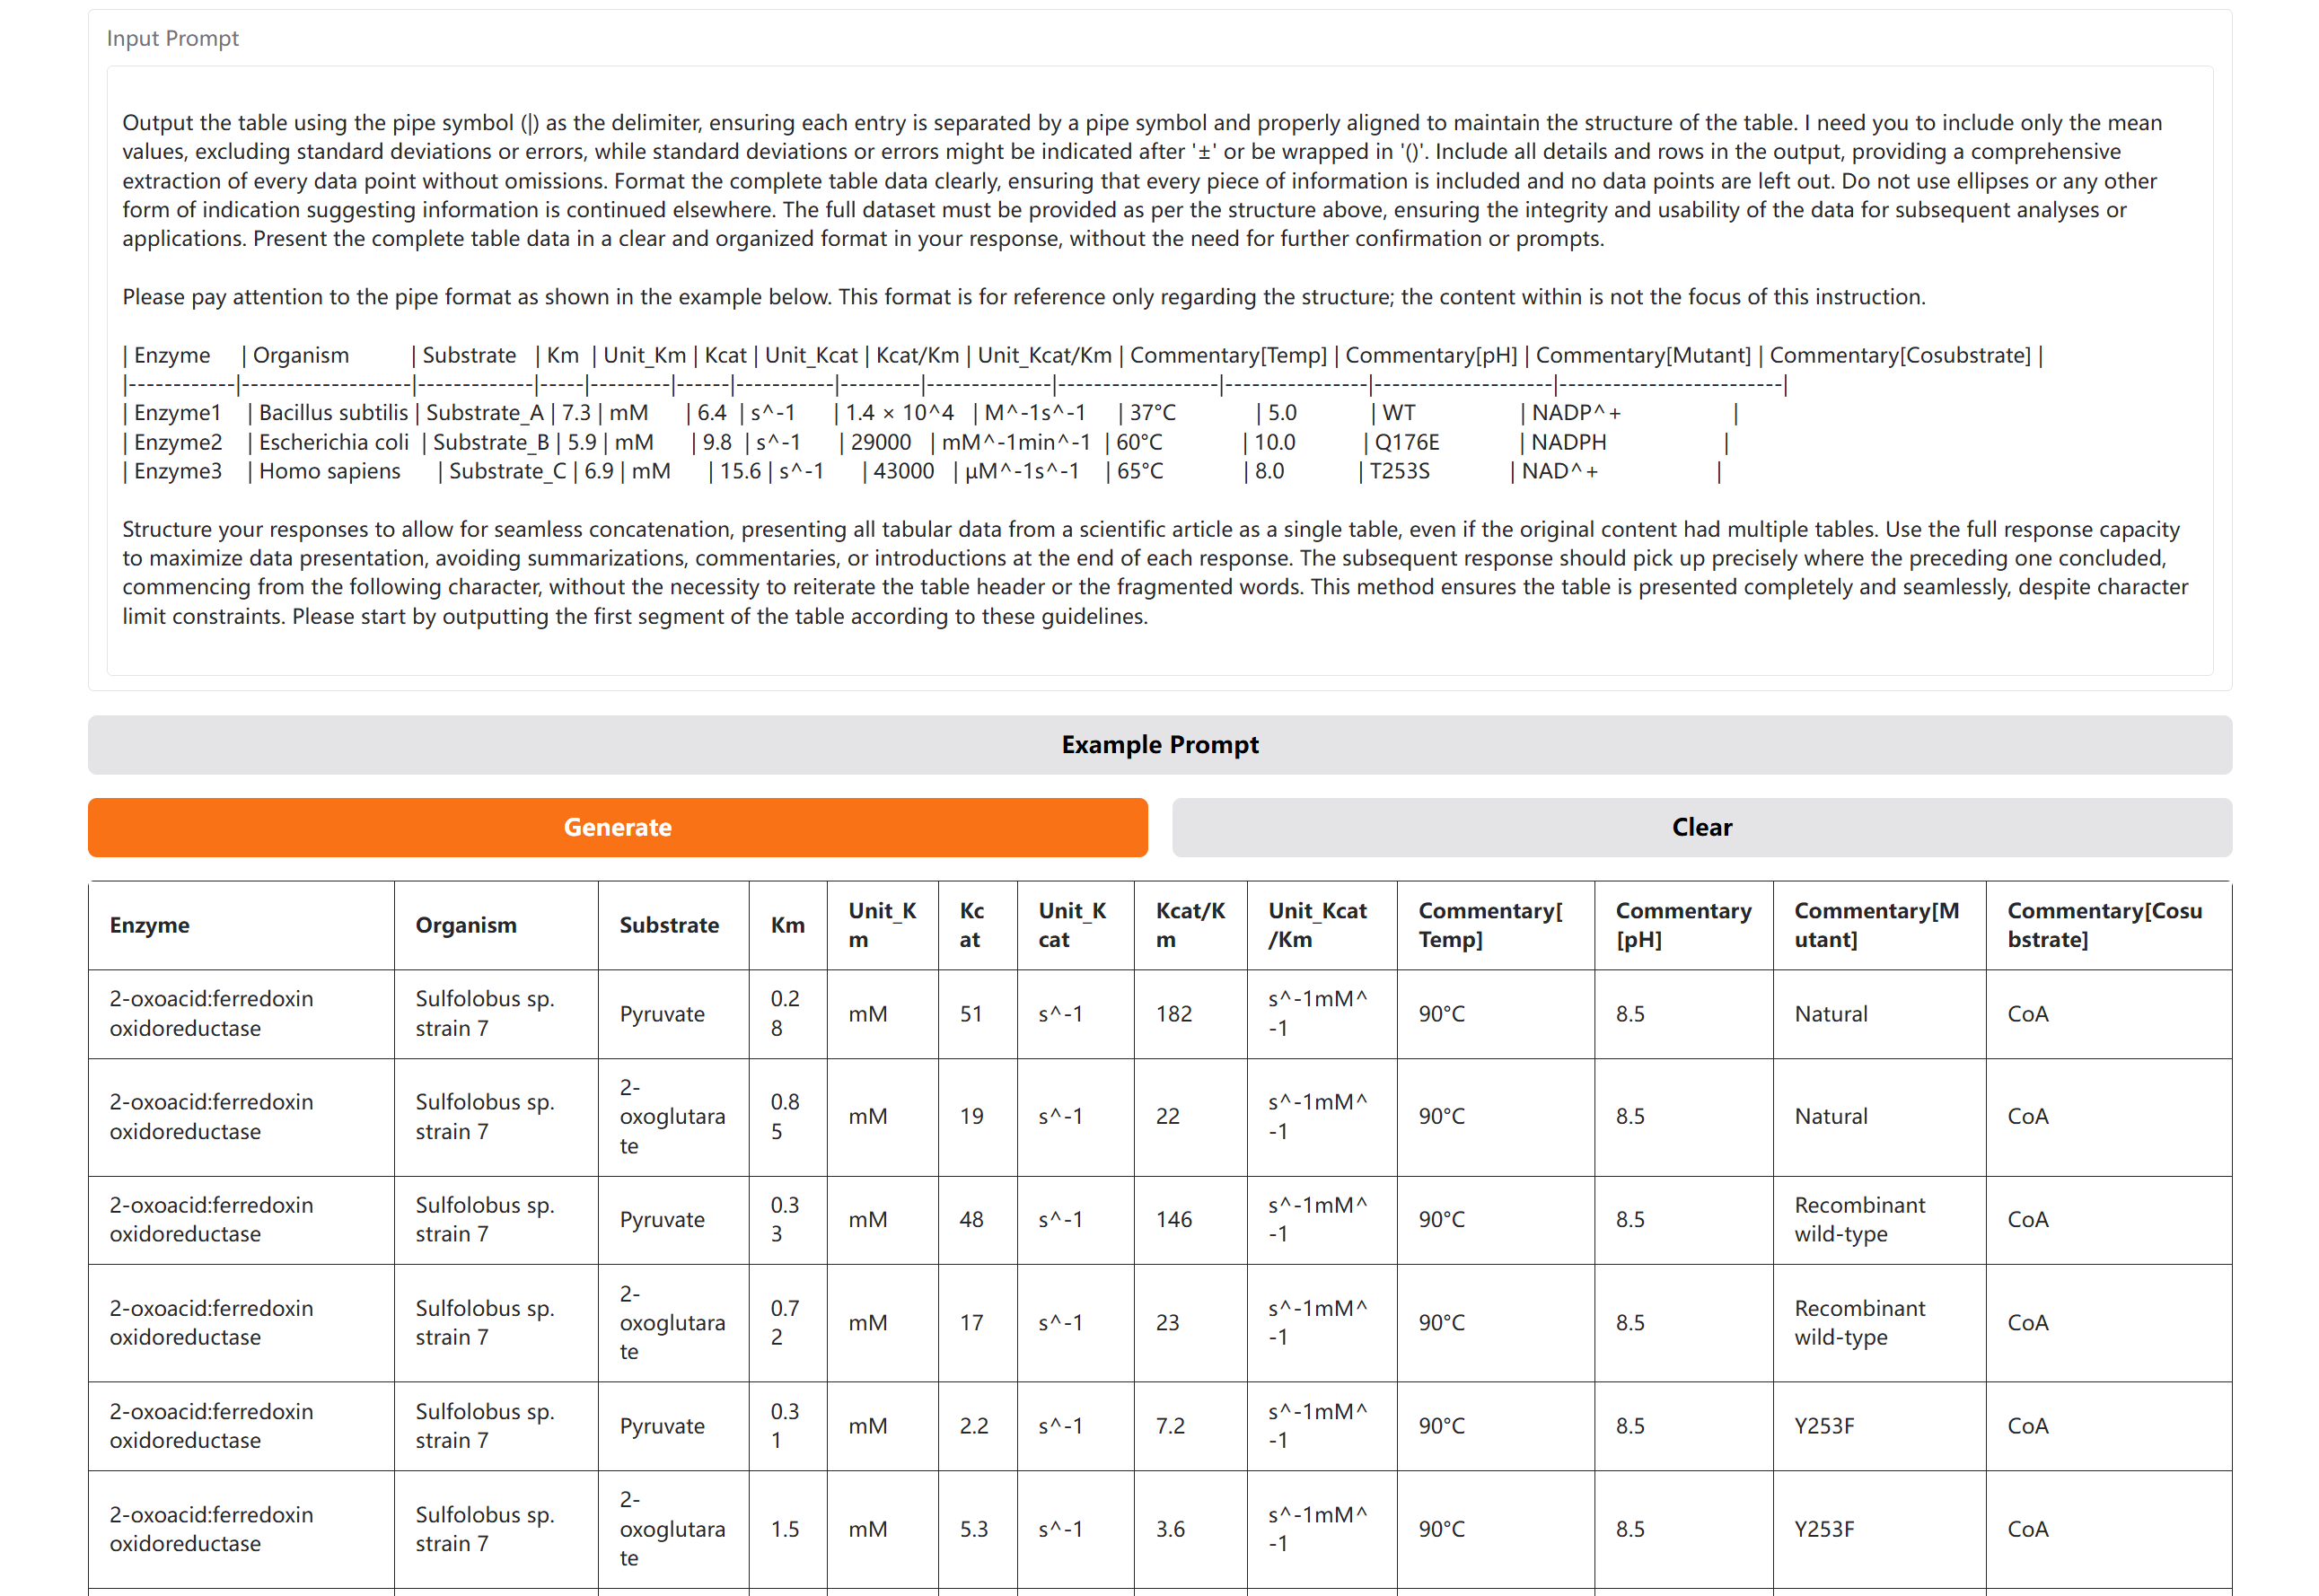 Input Prompt
Output the table using the pipe symbol (|) as the delimiter, ensuring each entry is separated by a pipe symbol and properly aligned to maintain the structure of the table. I need you to include only the mean
values, excluding standard deviations or errors, while standard deviations or errors might be indicated after '±' or be wrapped in '()'. Include all details and rows in the output, providing a comprehensive
extraction of every data point without omissions. Format the complete table data clearly, ensuring that every piece of information is included and no data points are left out. Do not use ellipses or any other
form of indication suggesting information is continued elsewhere. The full dataset must be provided as per the structure above, ensuring the integrity and usability of the data for subsequent analyses or
applications. Present the complete table data in a clear and organized format in your response, without the need for further confirmation or prompts.
Please pay attention to the pipe format as shown in the example below. This format is for reference only regarding the structure; the content within is not the focus of this instruction.
| Enzyme | Organism | Substrate | Km | Unit_Km | Kcat | Unit_Kcat | Kcat/Km | Unit_Kcat/Km | Commentary[Temp] | Commentary[pH] | Commentary[Mutant] | Commentary[Cosubstrate] |
|------------|-------------------|-------------|-----|---------|------|-----------|---------|--------------|------------------|----------------|--------------------|-------------------------|
| Enzyme1 | Bacillus subtilis | Substrate_A | 7.3 | mM | 6.4 | s^-1 | 1.4 × 10^4 | M^-1s^-1 | 37°C | 5.0 | WT | NADP^+ |
| Enzyme2 | Escherichia coli | Substrate_B | 5.9 | mM | 9.8 | s^-1 | 29000 | mM^-1min^-1 | 60°C | 10.0 | Q176E | NADPH |
| Enzyme3 | Homo sapiens | Substrate_C | 6.9 | mM | 15.6 | s^-1 | 43000 | μM^-1s^-1 | 65°C | 8.0 | T253S | NAD^+ |
Structure your responses to allow for seamless concatenation, presenting all tabular data from a scientific article as a single table, even if the original content had multiple tables. Use the full response capacity
to maximize data presentation, avoiding summarizations, commentaries, or introductions at the end of each response. The subsequent response should pick up precisely where the preceding one concluded,
commencing from the following character, without the necessity to reiterate the table header or the fragmented words. This method ensures the table is presented completely and seamlessly, despite character
limit constraints. Please start by outputting the first segment of the table according to these guidelines.
Example Prompt
Generate Clear
Enzyme Organism Substrate Km Unit_Km Kcat Unit_Kcat Kcat/Km Unit_Kcat/Km Commentary[Temp] Commentary[pH] Commentary[Mutant] Commentary[Cosubstrate]
2-oxoacid:ferredoxin oxidoreductase Sulfolobus sp. strain 7 Pyruvate 0.28 mM 51 s^-1 182 s^-1mM^-1 90°C 8.5 Natural CoA
2-oxoacid:ferredoxin oxidoreductase Sulfolobus sp. strain 7 2-oxoglutarate 0.85 mM 19 s^-1 22 s^-1mM^-1 90°C 8.5 Natural CoA
2-oxoacid:ferredoxin oxidoreductase Sulfolobus sp. strain 7 Pyruvate 0.33 mM 48 s^-1 146 s^-1mM^-1 90°C 8.5 Recombinant wild-type CoA
2-oxoacid:ferredoxin oxidoreductase Sulfolobus sp. strain 7 2-oxoglutarate 0.72 mM 17 s^-1 23 s^-1mM^-1 90°C 8.5 Recombinant wild-type CoA
2-oxoacid:ferredoxin oxidoreductase Sulfolobus sp. strain 7 Pyruvate 0.31 mM 2.2 s^-1 7.2 s^-1mM^-1 90°C 8.5 Y253F CoA
2-oxoacid:ferredoxin oxidoreductase Sulfolobus sp. strain 7 2-oxoglutarate 1.5 mM 5.3 s^-1 3.6 s^-1mM^-1 90°C 8.5 Y253F CoA